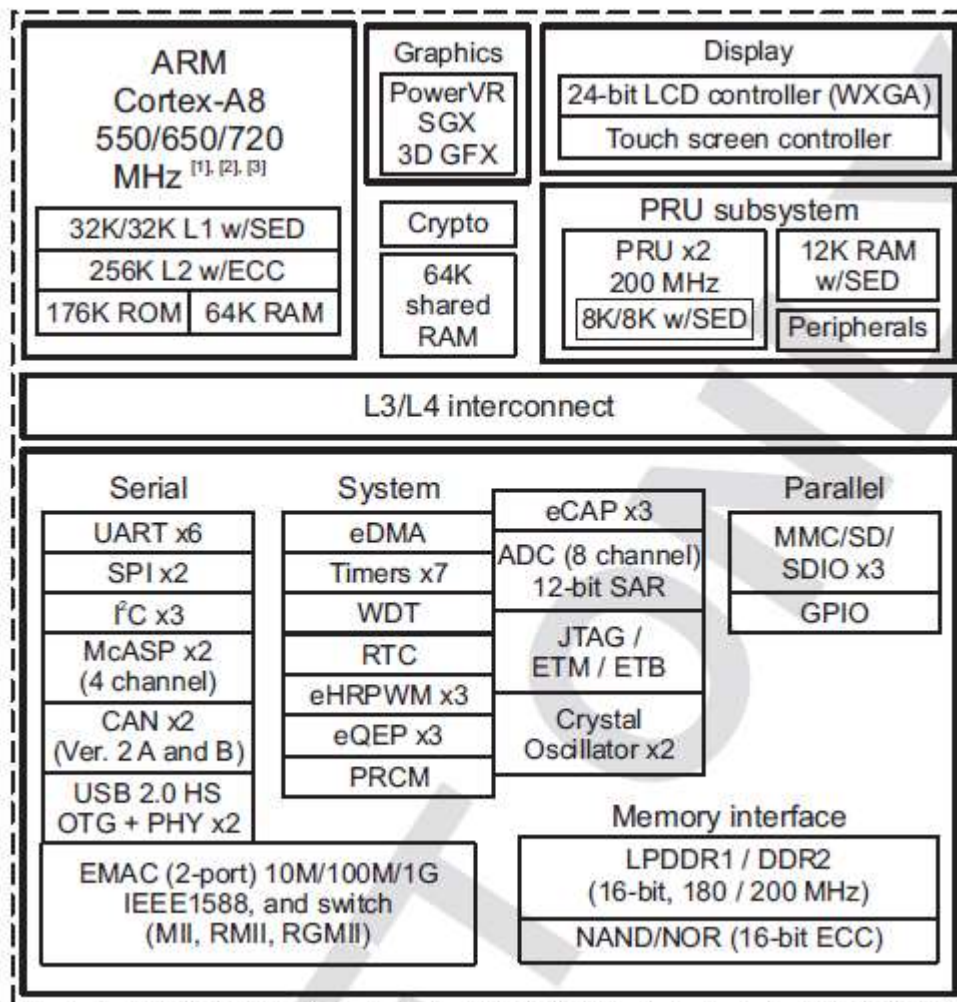 ARM
Cortex-A8
550/650/720
MHz [1], [2], [3]
32K/32K L1 w/SED
256K L2 w/ECC
176K ROM
64K RAM
Graphics
PowerVR
SGX
3D GFX
Crypto
64K
shared
RAM
Display
24-bit LCD controller (WXGA)
Touch screen controller
PRU subsystem
PRU x2
200 MHz
8K/8K w/SED
12K RAM
w/SED
Peripherals
L3/L4 interconnect
Serial
UART x6
SPI x2
I²C x3
McASP x2
(4 channel)
CAN x2
(Ver. 2 A and B)
USB 2.0 HS
OTG + PHY x2
EMAC (2-port) 10M/100M/1G
IEEE1588, and switch
(MII, RMII, RGMII)
System
eDMA
Timers x7
WDT
RTC
eHRPWM x3
eQEP x3
PRCM
eCAP x3
ADC (8 channel)
12-bit SAR
JTAG /
ETM / ETB
Crystal
Oscillator x2
Parallel
MMC/SD/
SDIO x3
GPIO
Memory interface
LPDDR1 / DDR2
(16-bit, 180 / 200 MHz)
NAND/NOR (16-bit ECC)